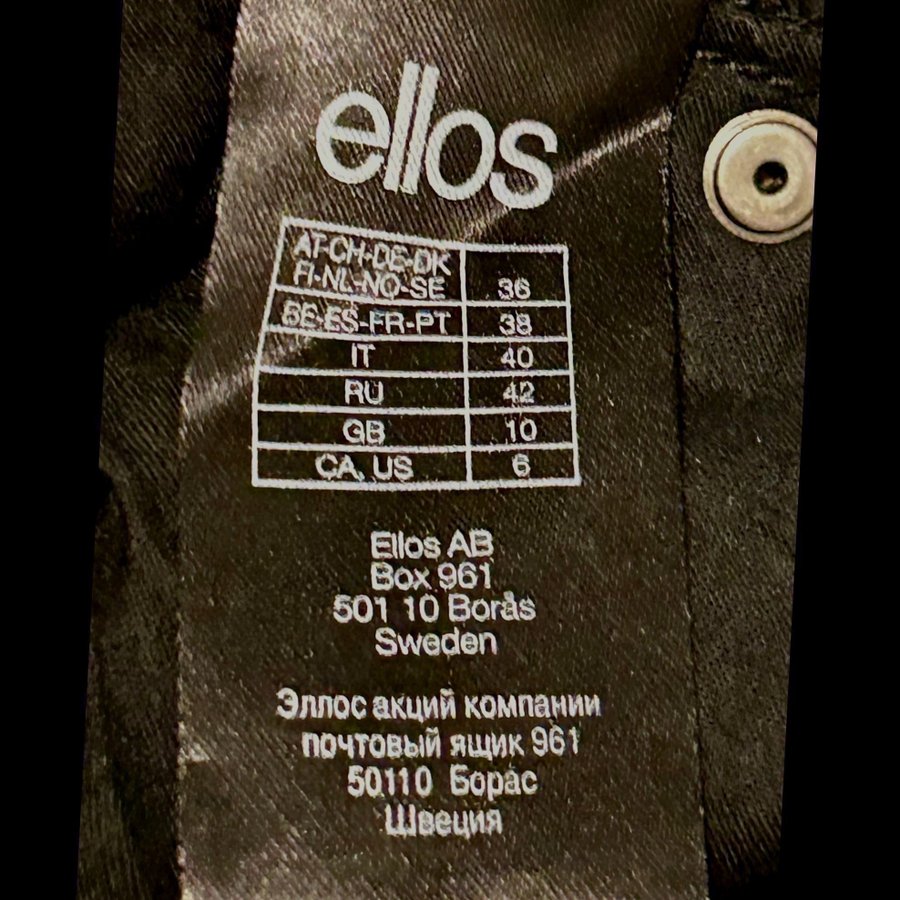 ellos
AT-CH-DE-DK
FI-NL-NO-SE 36
BE-ES-FR-PT 38
IT 40
RU 42
GB 10
CA, US 6
Ellos AB
Box 961
501 10 Borås
Sweden
Эллос акций компании
почтовый ящик 961
50110 Борас
Швеция